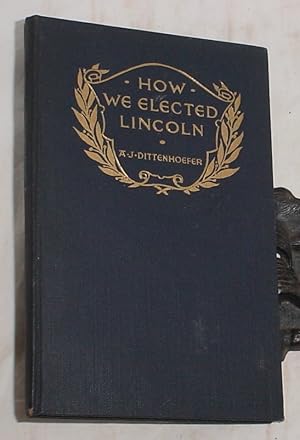 · HOW ·
WE ELECTED
LINCOLN
·
A·J·DITTENHOEFER